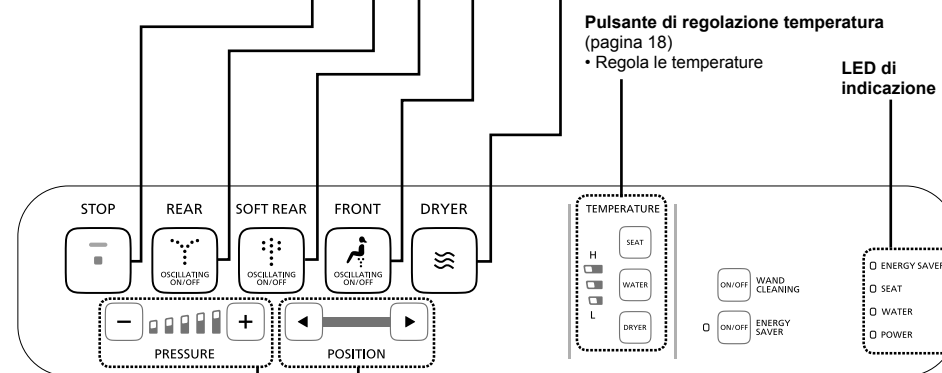 Pulsante di regolazione temperatura
(pagina 18)
• Regola le temperature
LED di
indicazione
STOP
REAR
SOFT REAR
FRONT
DRYER
OSCILLATING
ON/OFF
OSCILLATING
ON/OFF
OSCILLATING
ON/OFF
PRESSURE
POSITION
TEMPERATURE
H
L
SEAT
WATER
DRYER
ON/OFF
WAND
CLEANING
ON/OFF
ENERGY
SAVER
ENERGY SAVER
SEAT
WATER
POWER